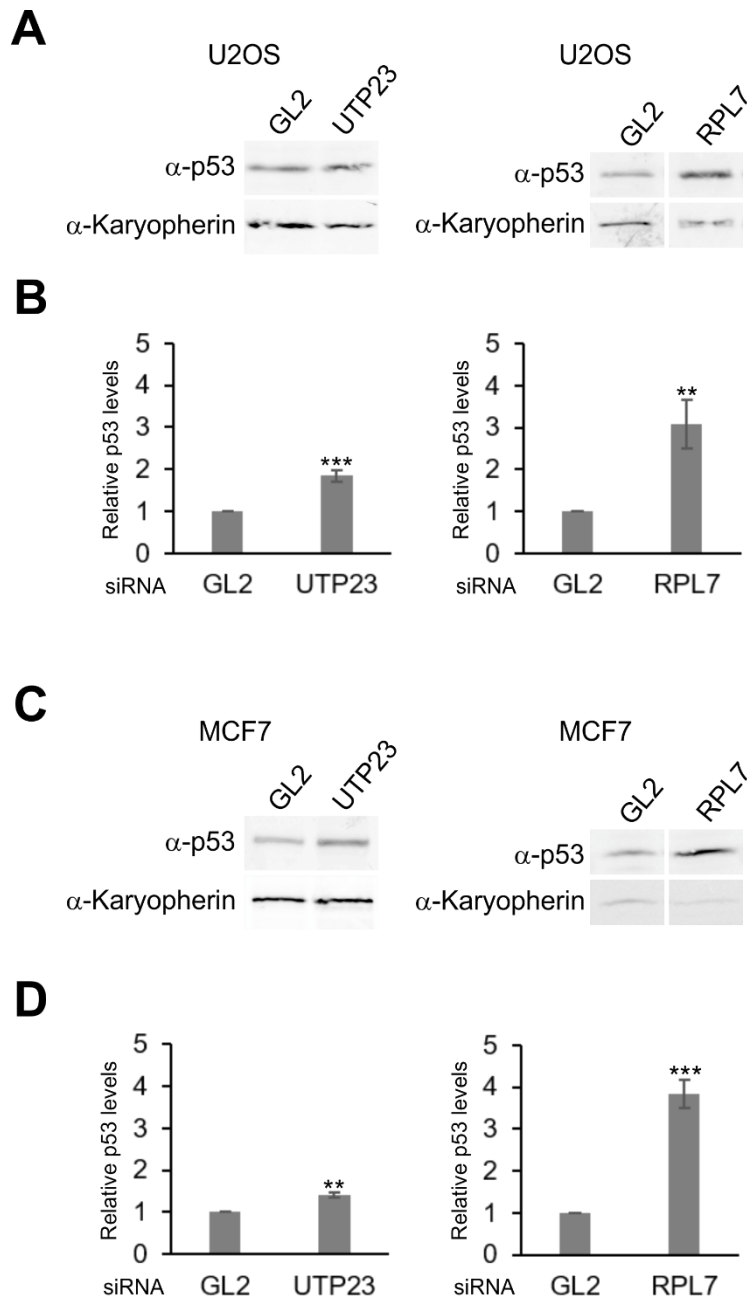 A
U2OS
GL2
UTP23
α-p53
α-Karyopherin
U2OS
GL2
RPL7
α-p53
α-Karyopherin
B
Relative p53 levels
5
4
3
2
1
0
***
siRNA GL2 UTP23
Relative p53 levels
5
4
3
2
1
0
**
siRNA GL2 RPL7
C
MCF7
GL2
UTP23
α-p53
α-Karyopherin
MCF7
GL2
RPL7
α-p53
α-Karyopherin
D
Relative p53 levels
5
4
3
2
1
0
**
siRNA GL2 UTP23
Relative p53 levels
5
4
3
2
1
0
***
siRNA GL2 RPL7